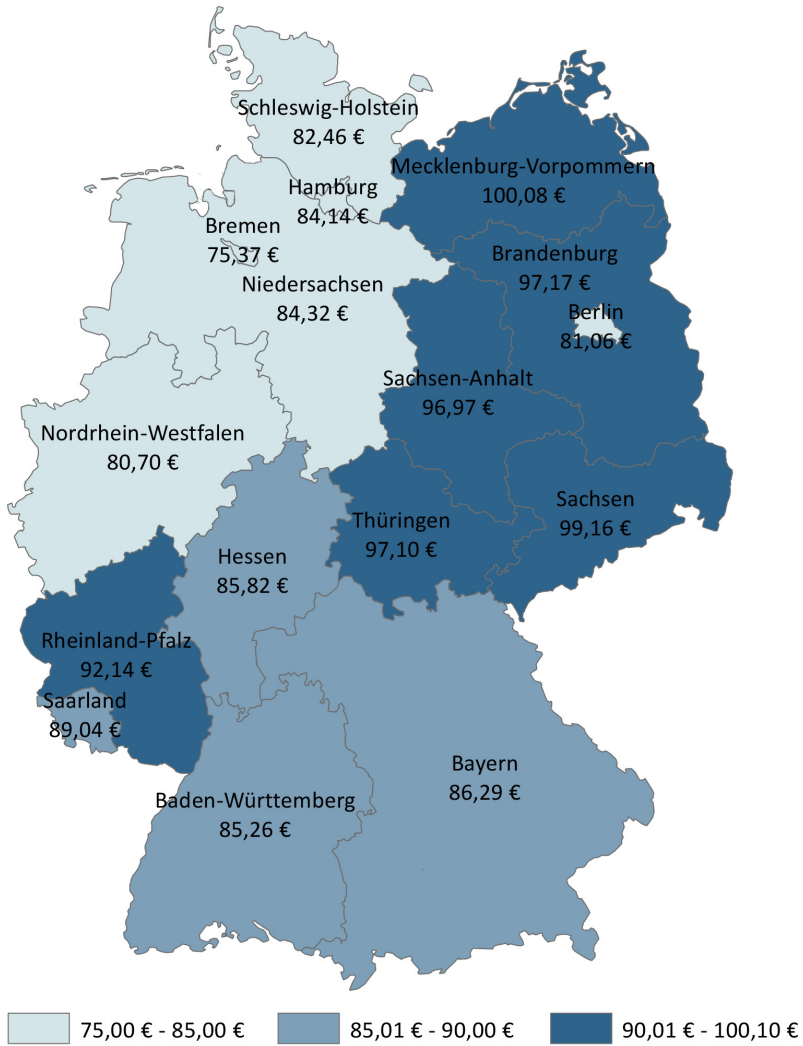 Schleswig-Holstein
82,46 €
Mecklenburg-Vorpommern
100,08 €
Hamburg
84,14 €
Bremen
75,37 €
Brandenburg
97,17 €
Niedersachsen
84,32 €
Berlin
81,06 €
Sachsen-Anhalt
96,97 €
Nordrhein-Westfalen
80,70 €
Sachsen
99,16 €
Thüringen
97,10 €
Hessen
85,82 €
Rheinland-Pfalz
92,14 €
Saarland
89,04 €
Bayern
86,29 €
Baden-Württemberg
85,26 €
75,00 € - 85,00 €
85,01 € - 90,00 €
90,01 € - 100,10 €